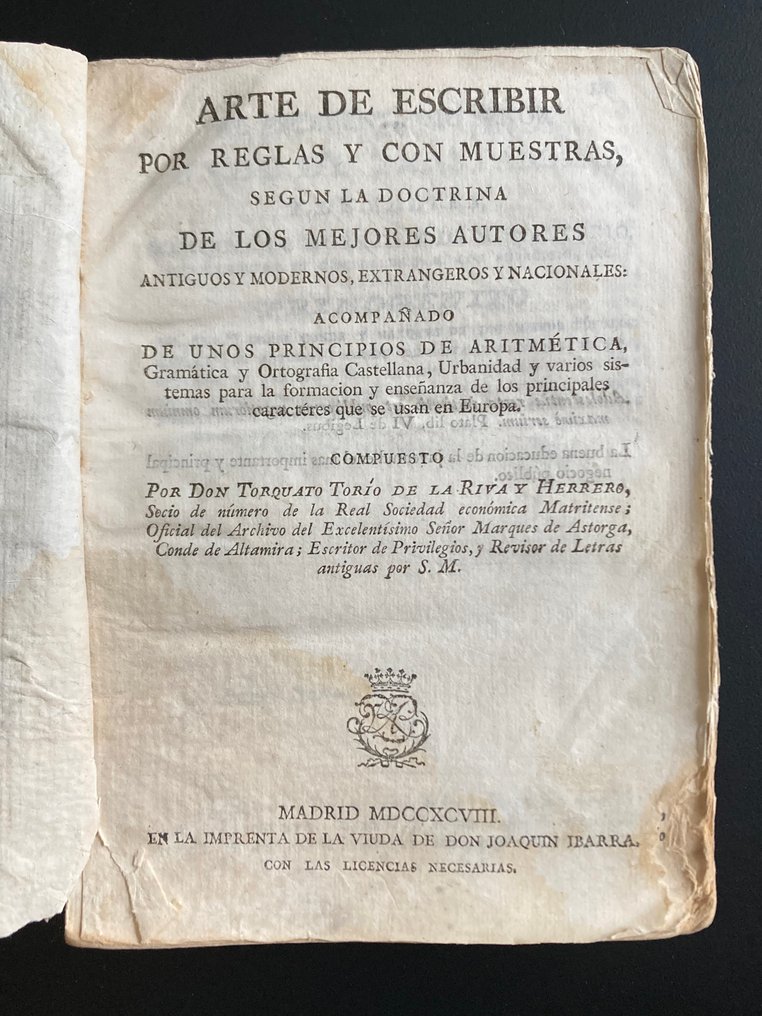 ARTE DE ESCRIBIR
POR REGLAS Y CON MUESTRAS,
SEGUN LA DOCTRINA
DE LOS MEJORES AUTORES
ANTIGUOS Y MODERNOS, EXTRANGEROS Y NACIONALES:
ACOMPAÑADO
DE UNOS PRINCIPIOS DE ARITMÉTICA,
Gramática y Ortografia Castellana, Urbanidad y varios sis-
temas para la formacion y enseñanza de los principales
caractéres que se usan en Europa.
COMPUESTO
POR DON TORQUATO TORÍO DE LA RIVA Y HERRERO,
Socio de número de la Real Sociedad económica Matritense;
Oficial del Archivo del Excelentísimo Señor Marques de Astorga,
Conde de Altamira; Escritor de Privilegios, y Revisor de Letras
antiguas por S. M.
MADRID MDCCXCVIII.
EN LA IMPRENTA DE LA VIUDA DE DON JOAQUIN IBARRA.
CON LAS LICENCIAS NECESARIAS.